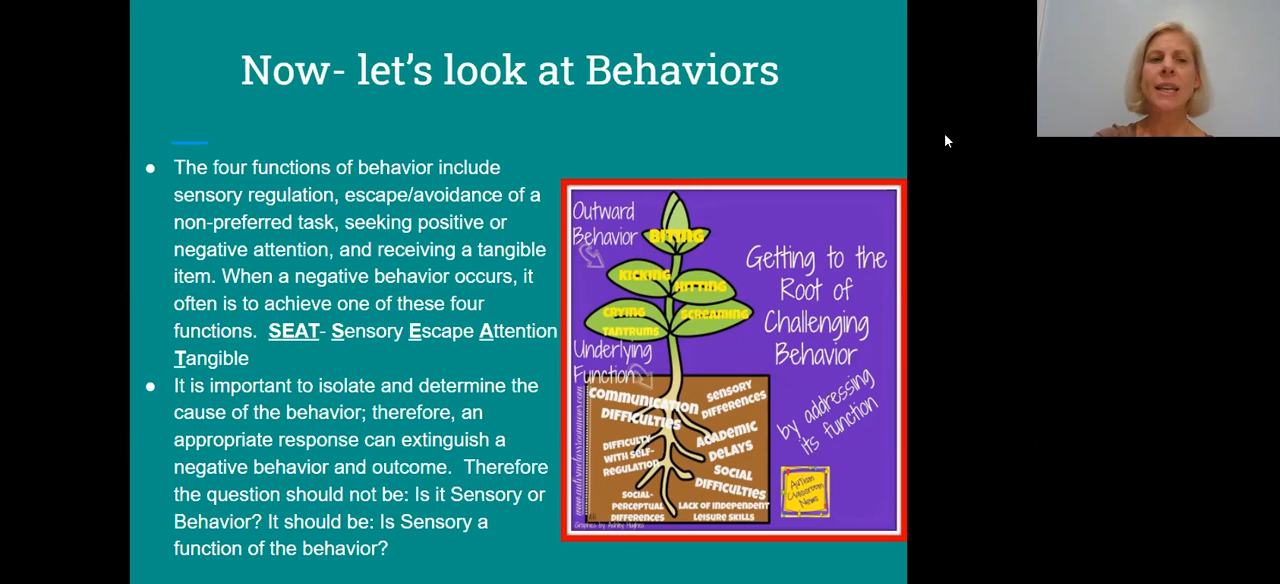 Now- let's look at Behaviors
● The four functions of behavior include
sensory regulation, escape/avoidance of a
non-preferred task, seeking positive or
negative attention, and receiving a tangible
item. When a negative behavior occurs, it
often is to achieve one of these four
functions. SEAT- Sensory Escape Attention
Tangible
● It is important to isolate and determine the
cause of the behavior; therefore, an
appropriate response can extinguish a
negative behavior and outcome. Therefore
the question should not be: Is it Sensory or
Behavior? It should be: Is Sensory a
function of the behavior?
Outward
Behavior
BITING
KICKING
HITTING
CRYING
SCREAMING
TANTRUMS
Underlying
Function
COMMUNICATION
DIFFICULTIES
SENSORY
DIFFERENCES
DIFFICULTY
WITH SELF-
REGULATION
ACADEMIC
DELAYS
SOCIAL
DIFFICULTIES
SOCIAL-
PERCEPTUAL
DIFFERENCES
LACK OF INDEPENDENT
LEISURE SKILLS
Getting to the
Root of
Challenging
Behavior
by addressing
its function
Autism
Classroom
News
www.autismclassroomnews.com
Graphics by Ashley Hughes